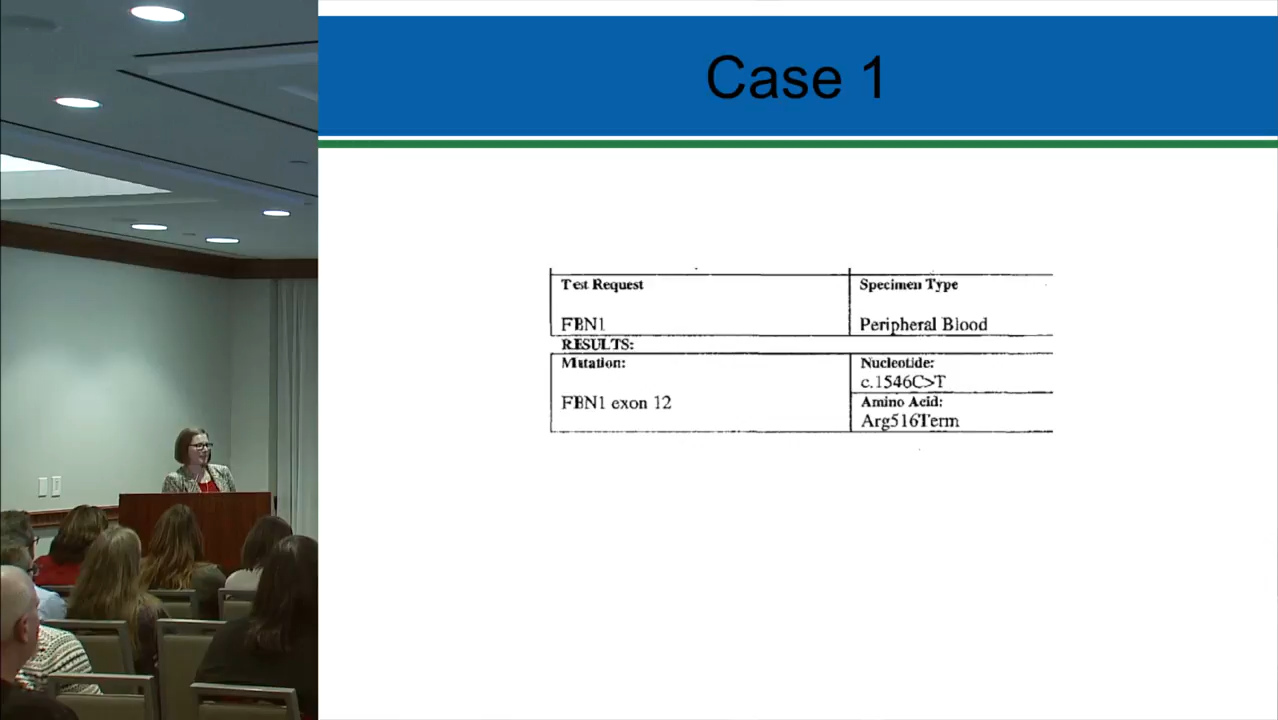 Case 1
Test Request
Specimen Type
FBN1
Peripheral Blood
RESULTS:
Mutation:
Nucleotide:
c.1546C>T
FBN1 exon 12
Amino Acid:
Arg516Term